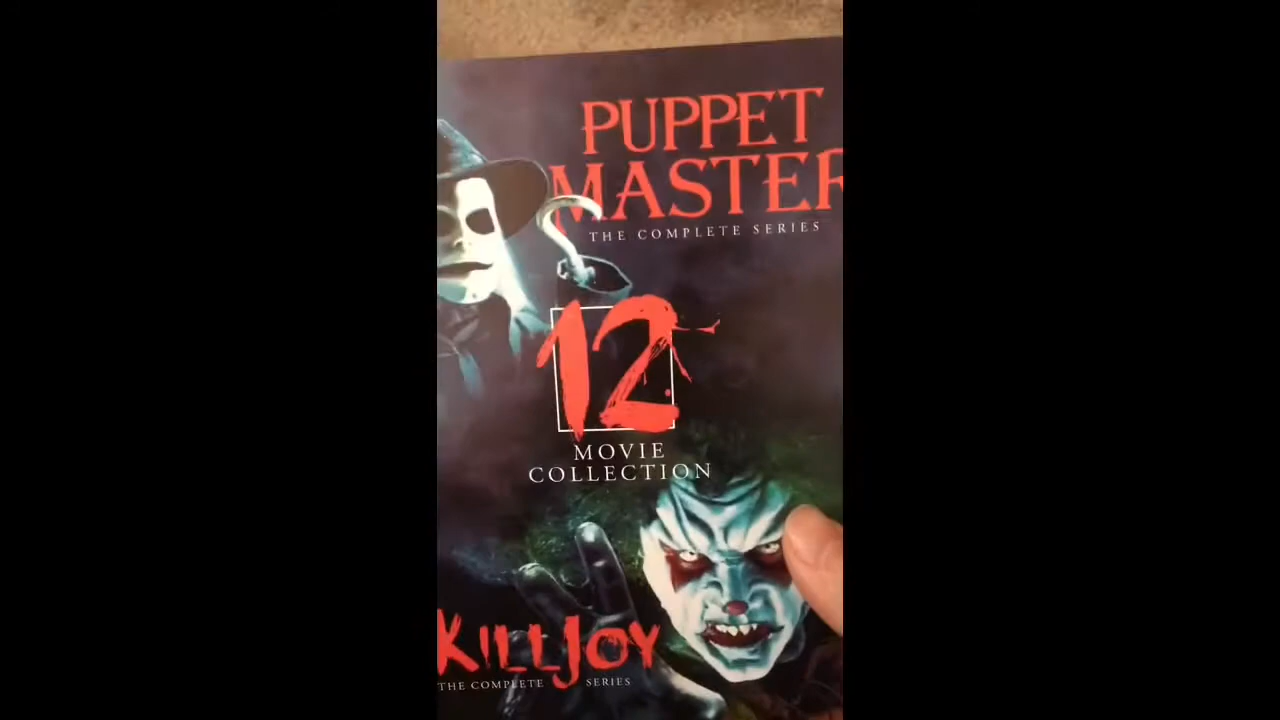 PUPPET
MASTER
THE COMPLETE SERIES
12
MOVIE
COLLECTION
KILLJOY
THE COMPLETE SERIES